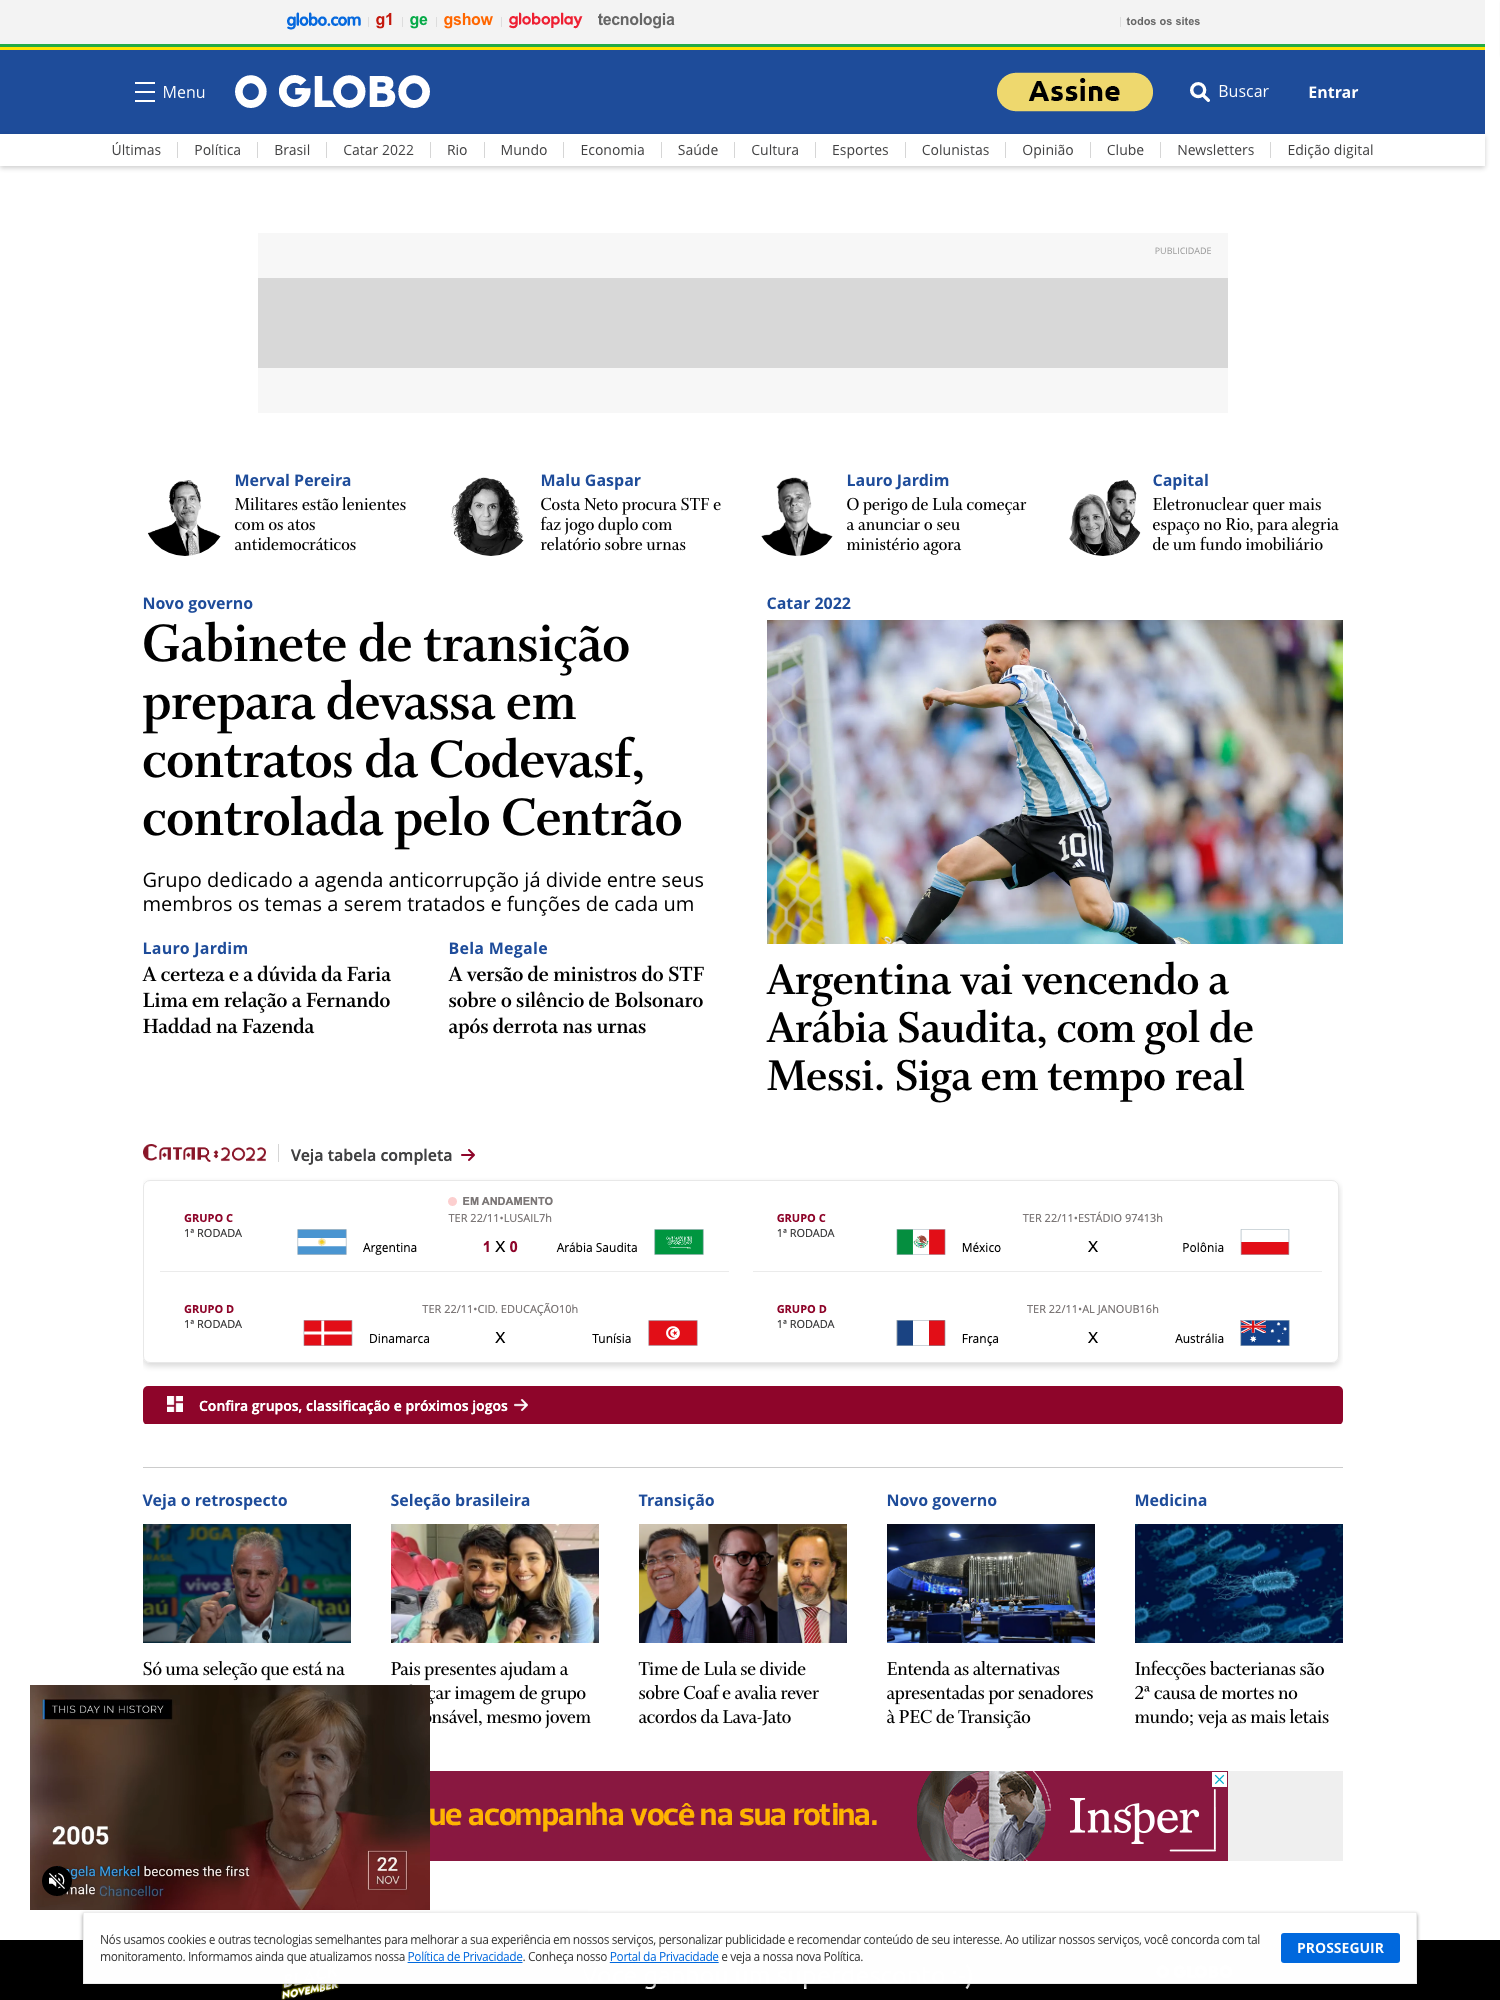 globo.com g1 ge gshow globoplay tecnologia todos os sites
Menu O GLOBO Assine Buscar Entrar
Últimas Política Brasil Catar 2022 Rio Mundo Economia Saúde Cultura Esportes Colunistas Opinião Clube Newsletters Edição digital
PUBLICIDADE
Merval Pereira
Militares estão lenientes
com os atos
antidemocráticos
Malu Gaspar
Costa Neto procura STF e
faz jogo duplo com
relatório sobre urnas
Lauro Jardim
O perigo de Lula começar
a anunciar o seu
ministério agora
Capital
Eletronuclear quer mais
espaço no Rio, para alegria
de um fundo imobiliário
Novo governo
Gabinete de transição
prepara devassa em
contratos da Codevasf,
controlada pelo Centrão
Grupo dedicado a agenda anticorrupção já divide entre seus
membros os temas a serem tratados e funções de cada um
Lauro Jardim
A certeza e a dúvida da Faria
Lima em relação a Fernando
Haddad na Fazenda
Bela Megale
A versão de ministros do STF
sobre o silêncio de Bolsonaro
após derrota nas urnas
Catar 2022
10
Argentina vai vencendo a
Arábia Saudita, com gol de
Messi. Siga em tempo real
CATAR:2022 Veja tabela completa →
EM ANDAMENTO
GRUPO C
1ª RODADA
TER 22/11•LUSAIL7h
Argentina 1 X 0 Arábia Saudita
GRUPO C
1ª RODADA
TER 22/11•ESTÁDIO 97413h
México X Polônia
GRUPO D
1ª RODADA
TER 22/11•CID. EDUCAÇÃO10h
Dinamarca X Tunísia
GRUPO D
1ª RODADA
TER 22/11•AL JANOUB16h
França X Austrália
Confira grupos, classificação e próximos jogos →
Veja o retrospecto
JOGA BELA
BRASIL
vivo
Itaú
Itaú
Só uma seleção que está na
Seleção brasileira
Pais presentes ajudam a
çar imagem de grupo
onsável, mesmo jovem
Transição
Time de Lula se divide
sobre Coaf e avalia rever
acordos da Lava-Jato
Novo governo
Entenda as alternativas
apresentadas por senadores
à PEC de Transição
Medicina
Infecções bacterianas são
2ª causa de mortes no
mundo; veja as mais letais
THIS DAY IN HISTORY
2005
gela Merkel becomes the first
male Chancellor
22
NOV
ue acompanha você na sua rotina.
Insper
Nós usamos cookies e outras tecnologias semelhantes para melhorar a sua experiência em nossos serviços, personalizar publicidade e recomendar conteúdo de seu interesse. Ao utilizar nossos serviços, você concorda com tal
monitoramento. Informamos ainda que atualizamos nossa Política de Privacidade. Conheça nosso Portal da Privacidade e veja a nossa nova Política.
PROSSEGUIR
NOVEMBER